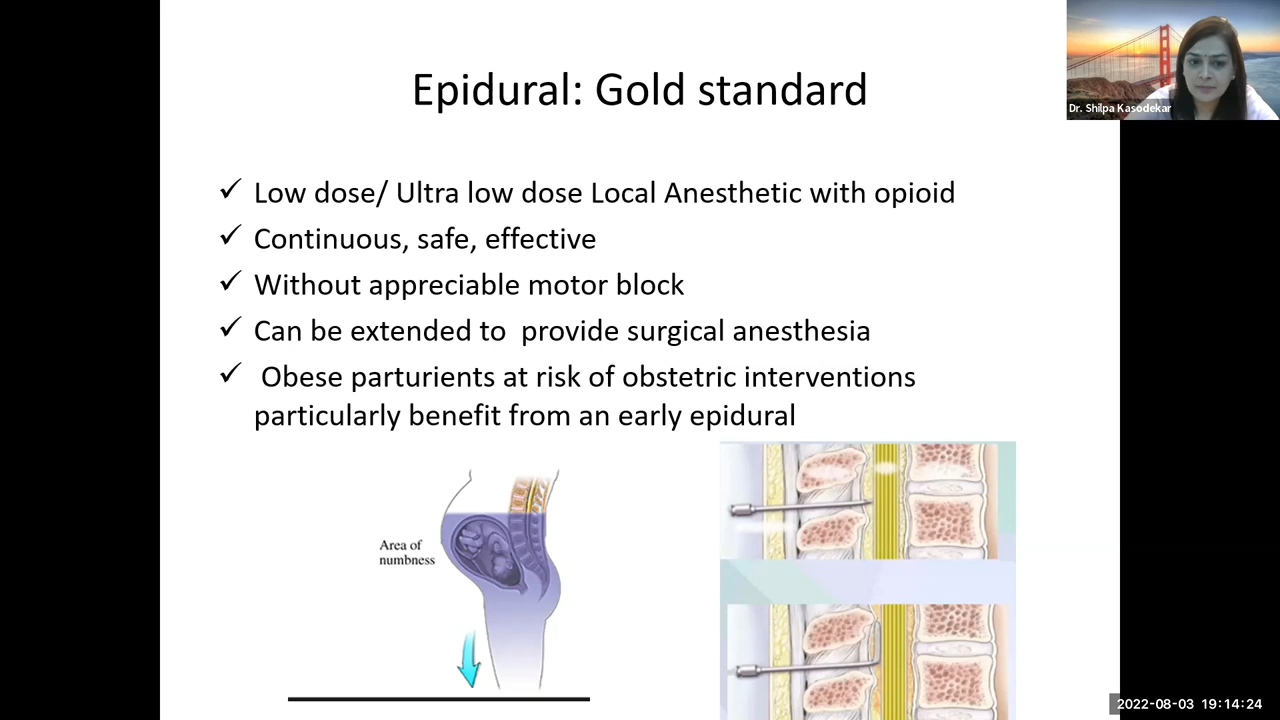 Epidural: Gold standard
Dr. Shilpa Kasodekar
✓ Low dose/ Ultra low dose Local Anesthetic with opioid
✓ Continuous, safe, effective
✓ Without appreciable motor block
✓ Can be extended to  provide surgical anesthesia
✓ Obese parturients at risk of obstetric interventions
particularly benefit from an early epidural
Area of
numbness
2022-08-03 19:14:24